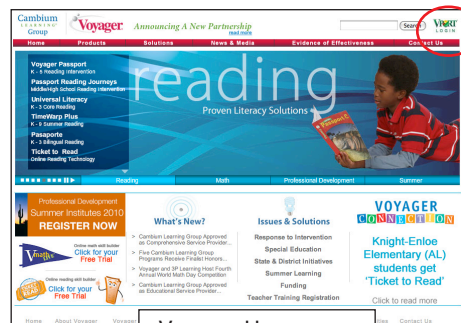 Cambium
LEARNING
Group
Voyager
Announcing A New Partnership
read more
Search
VPORT
LOGIN
Home Products Solutions News & Media Evidence of Effectiveness Contact Us
Voyager Passport
K - 5 Reading Intervention
Passport Reading Journeys
Middle/High School Reading Intervention
Universal Literacy
K - 3 Core Reading
TimeWarp Plus
K - 9 Summer Reading
Pasaporte
K - 3 Bilingual Reading
Ticket to Read
Online Reading Technology
reading
Proven Literacy Solutions
Passport
Reading Math Professional Development Summer
Professional Development
Summer Institutes 2010
REGISTER NOW
Vmath
Online math skill builder
Click for your
Free Trial
Online reading skill builder
Click for your
Free Trial
What's New?
> Cambium Learning Group Approved
as Comprehensive Service Provider...
> Five Cambium Learning Group
Programs Receive Finalist Honors...
> Voyager and 3P Learning Host Fourth
Annual World Math Day Competition
> Cambium Learning Group Approved
as Educational Service Provider...
Issues & Solutions
Response to Intervention
Special Education
State & District Initiatives
Summer Learning
Funding
Teacher Training Registration
VOYAGER
CONNECTION
Knight-Enloe
Elementary (AL)
students get
'Ticket to Read'
Click to read more
Home About Voyager Contact Us